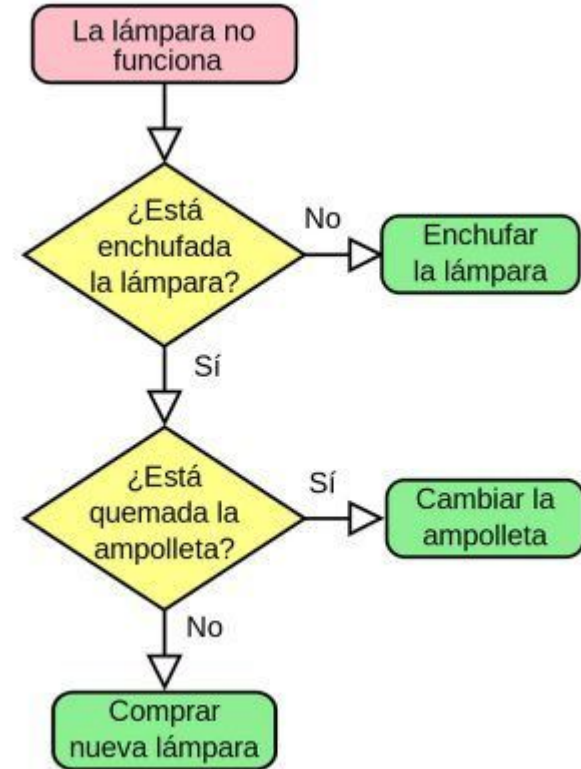 La lámpara no
funciona
¿Está
enchufada
la lámpara?
No
Enchufar
la lámpara
Sí
¿Está
quemada la
ampolleta?
Sí
Cambiar la
ampolleta
No
Comprar
nueva lámpara